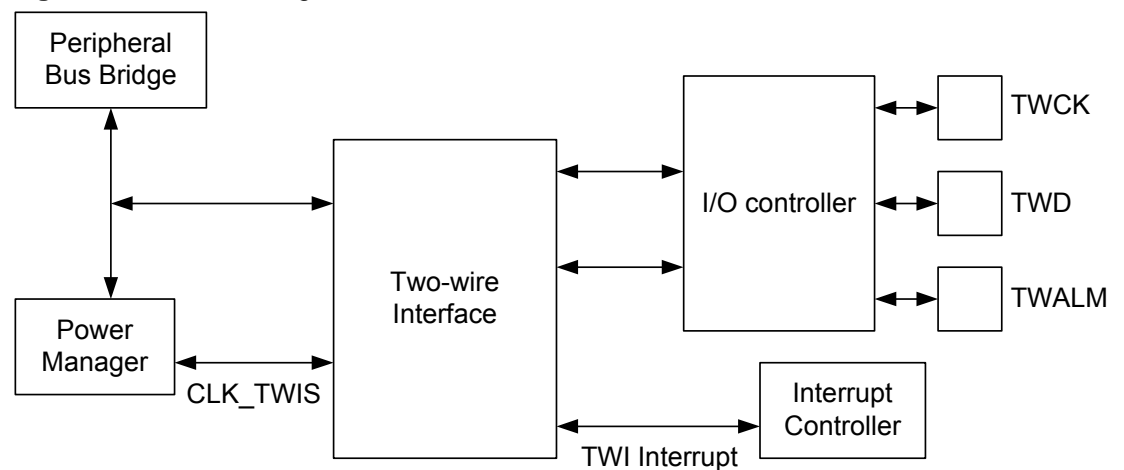 Peripheral
Bus Bridge
TWCK
I/O controller
TWD
Two-wire
Interface
TWALM
Power
Manager
CLK_TWIS
Interrupt
Controller
TWI Interrupt